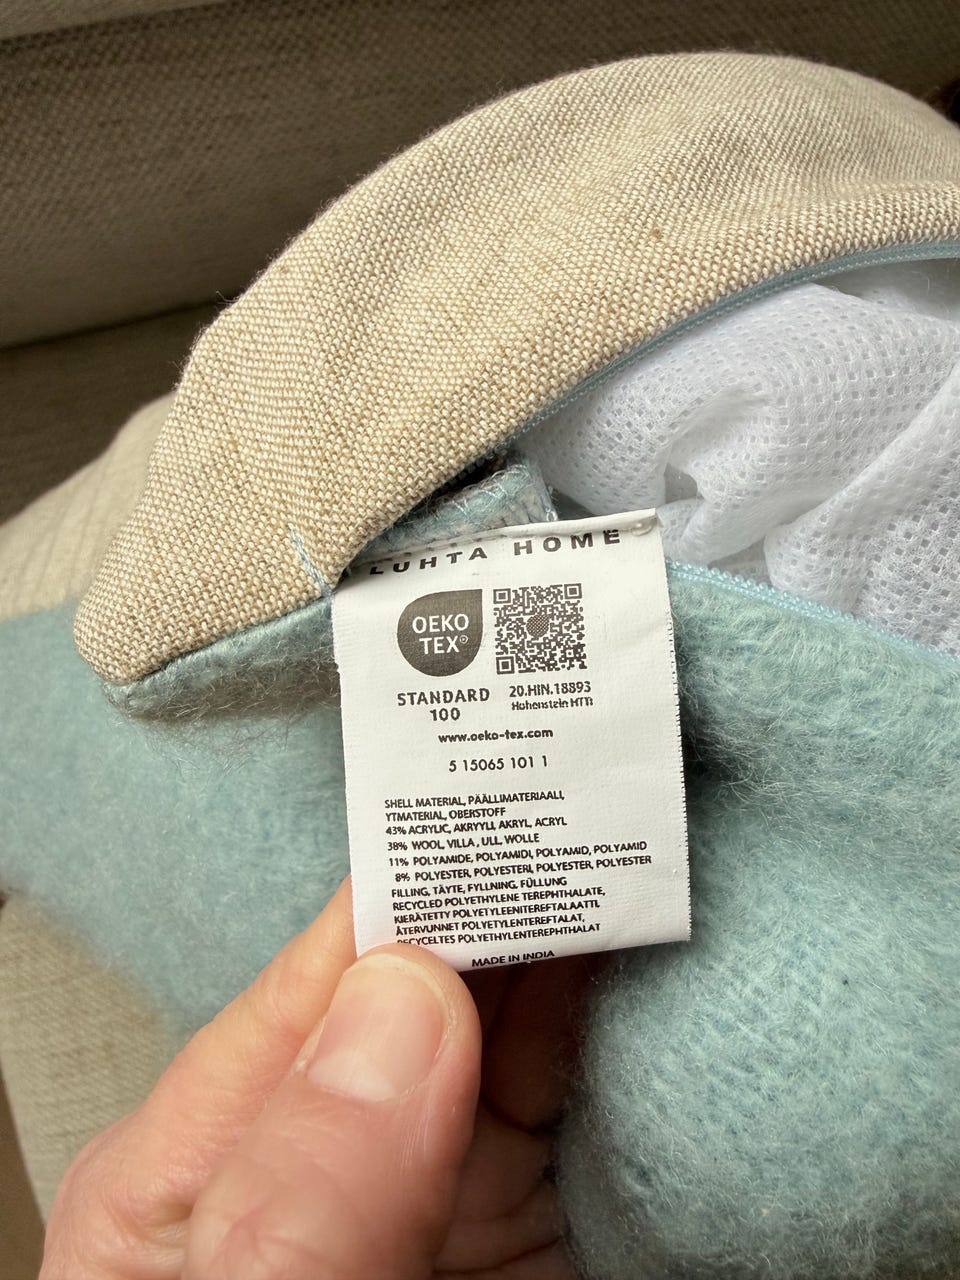 LUHTA HOME
OEKO
TEX®
STANDARD
100
20.HIN.18893
Hohenstein HTTI
www.oeko-tex.com
5 15065 101 1
SHELL MATERIAL, PÄÄLLIMATERIAALI,
YTMATERIAL, OBERSTOFF
43% ACRYLIC, AKRYYLI, AKRYL, ACRYL
38% WOOL, VILLA , ULL, WOLLE
11% POLYAMIDE, POLYAMIDI, POLYAMID, POLYAMID
8% POLYESTER, POLYESTERI, POLYESTER, POLYESTER
FILLING, TÄYTE, FYLLNING, FÜLLUNG
RECYCLED POLYETHYLENE TEREPHTHALATE,
KIERÄTETTY POLYETYLEENITEREFTALAATTI,
ÅTERVUNNET POLYETYLENTEREFTALAT,
RECYCELTES POLYETHYLENTEREPHTHALAT
MADE IN INDIA